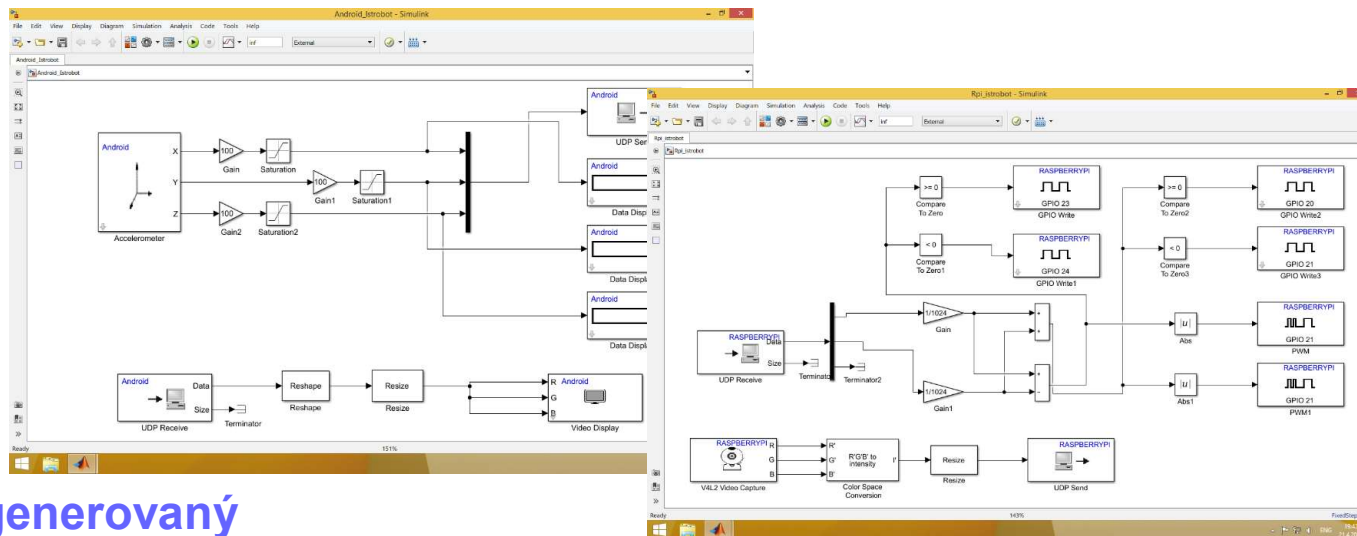 Android_Istrobot - Simulink
File Edit View Display Diagram Simulation Analysis Code Tools Help
Inf
External
Android_Istrobot
Android_Istrobot
Android
X
Y
Z
Accelerometer
100
Gain
Saturation
100
Gain1
Saturation1
100
Gain2
Saturation2
Android
UDP Sen
Android
Data Disp
Android
Data Displ
Android
Data Displ
Android
Data
Size
UDP Receive
Terminator
Reshape
Reshape
Resize
Resize
R Android
G
B
Video Display
Ready
151%
Rpi_istrobot - Simulink
File Edit View Display Diagram Simulation Analysis Code Tools Help
Inf
External
Rpi_istrobot
Rpi_istrobot
>= 0
Compare
To Zero
RASPBERRYPI
GPIO 23
GPIO Write
>= 0
Compare
To Zero2
RASPBERRYPI
GPIO 20
GPIO Write2
< 0
Compare
To Zero1
RASPBERRYPI
GPIO 24
GPIO Write1
< 0
Compare
To Zero3
RASPBERRYPI
GPIO 21
GPIO Write3
RASPBERRYPI
Data
Size
UDP Receive
Terminator
Terminator2
1/1024
Gain
1/1024
Gain1
+
+
+
-
|u|
Abs
RASPBERRYPI
GPIO 21
PWM
|u|
Abs1
RASPBERRYPI
GPIO 21
PWM1
RASPBERRYPI
R
G
B
V4L2 Video Capture
R'
G'
B'
R'G'B' to
intensity
I'
Color Space
Conversion
Resize
Resize
RASPBERRYPI
UDP Send
Ready
143%
FixedStep
ENG
generovaný